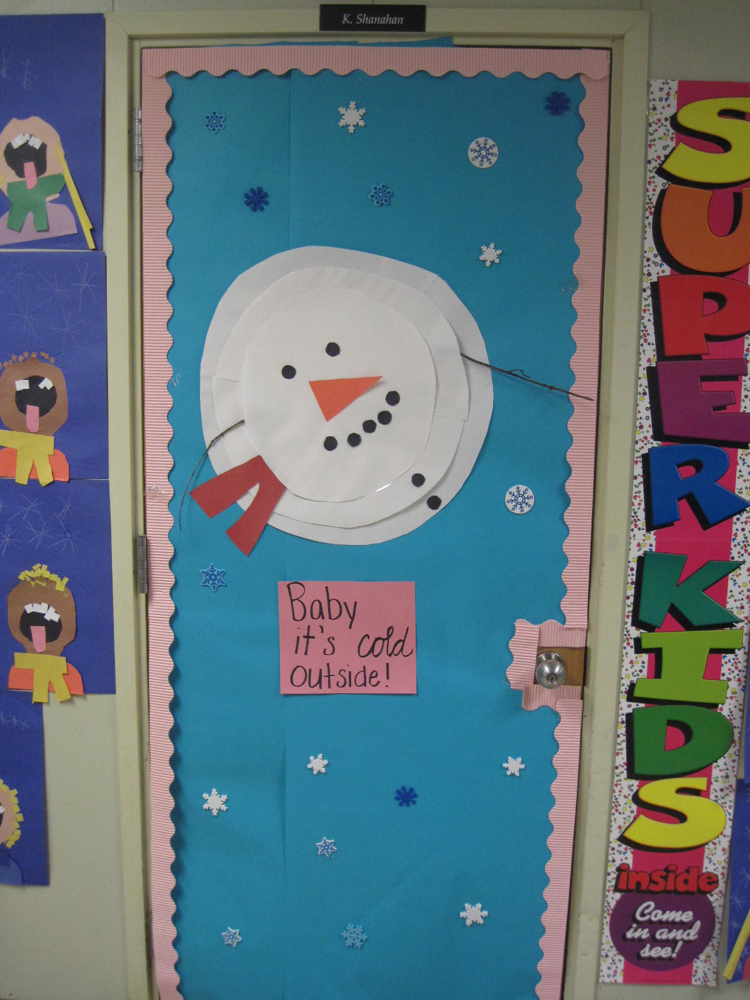 K. Shanahan
Baby
it's cold
outside!
SUPER
KIDS
inside
Come
in and
see!